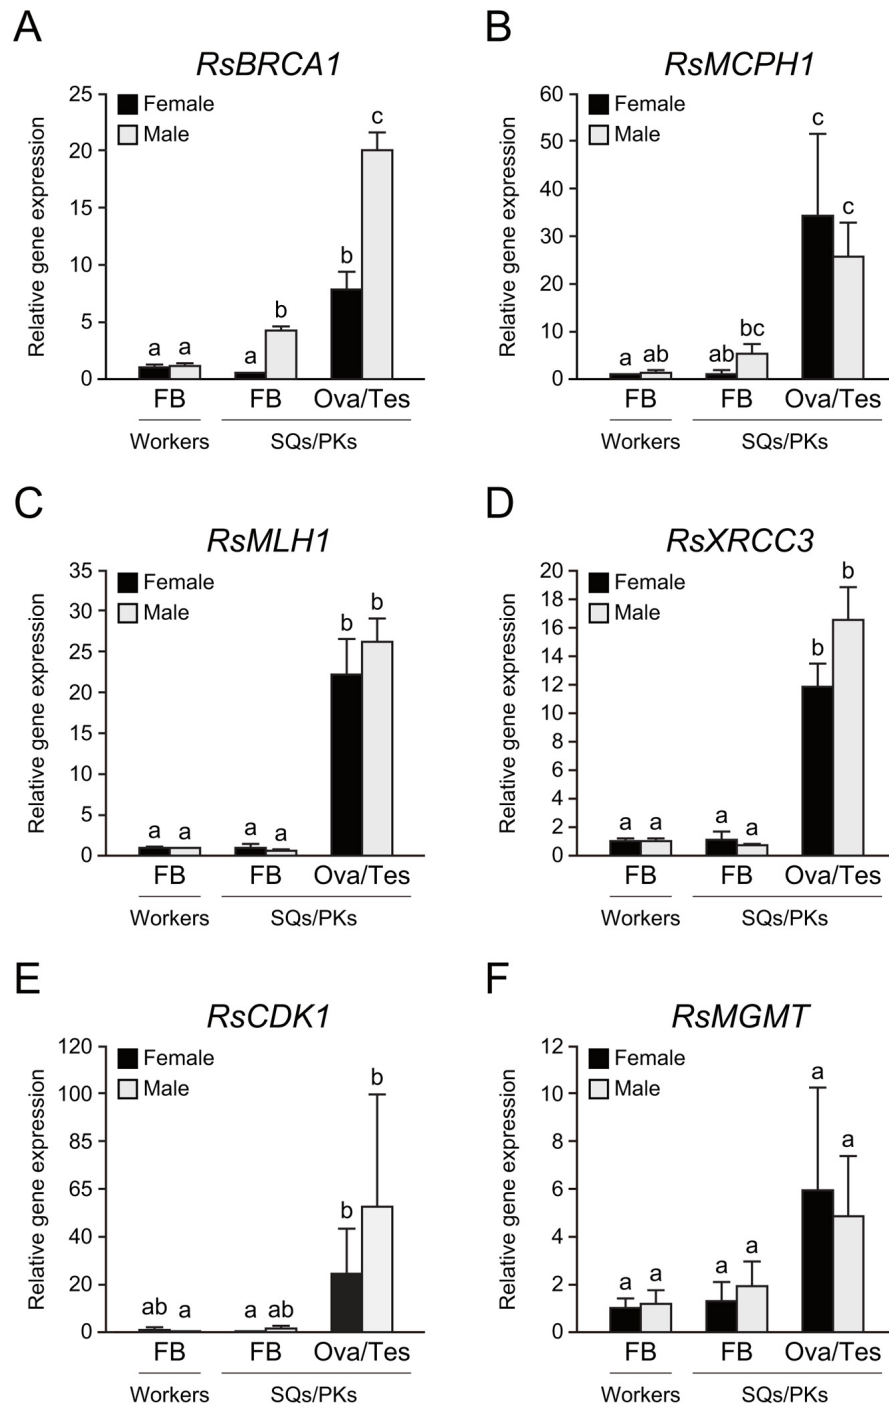 A
RsBRCA1
Relative gene expression
25
20
15
10
5
0
Female
Male
a
a
a
b
b
c
FB
FB
Ova/Tes
Workers
SQs/PKs
B
RsMCPH1
Relative gene expression
60
50
40
30
20
10
0
Female
Male
a
ab
ab
bc
c
c
FB
FB
Ova/Tes
Workers
SQs/PKs
C
RsMLH1
Relative gene expression
35
30
25
20
15
10
5
0
Female
Male
a
a
a
a
b
b
FB
FB
Ova/Tes
Workers
SQs/PKs
D
RsXRCC3
Relative gene expression
20
18
16
14
12
10
8
6
4
2
0
Female
Male
a
a
a
a
b
b
FB
FB
Ova/Tes
Workers
SQs/PKs
E
RsCDK1
Relative gene expression
120
100
85
65
40
20
0
Female
Male
ab
a
a
ab
b
b
FB
FB
Ova/Tes
Workers
SQs/PKs
F
RsMGMT
Relative gene expression
12
10
8
6
4
2
0
Female
Male
a
a
a
a
a
a
FB
FB
Ova/Tes
Workers
SQs/PKs